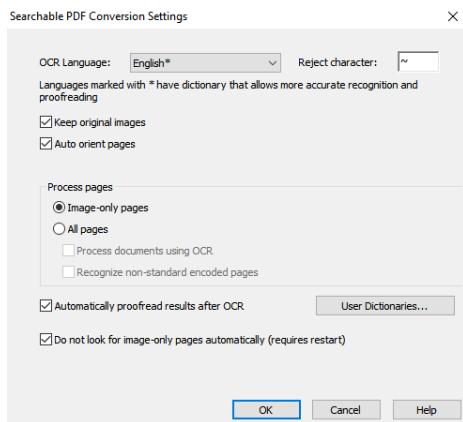 Searchable PDF Conversion Settings
OCR Language: English* Reject character: ~
Languages marked with * have dictionary that allows more accurate recognition and
proofreading
Keep original images
Auto orient pages
Process pages
Image-only pages
All pages
Process documents using OCR
Recognize non-standard encoded pages
Automatically proofread results after OCR User Dictionaries...
Do not look for image-only pages automatically (requires restart)
OK Cancel Help